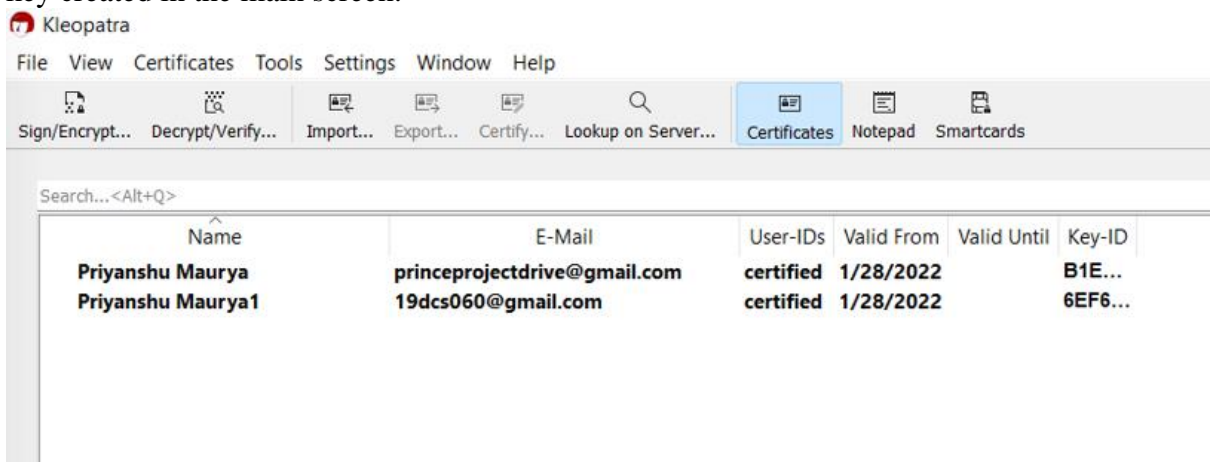 key created in the main screen.
Kleopatra
File View Certificates Tools Settings Window Help
Sign/Encrypt... Decrypt/Verify... Import... Export... Certify... Lookup on Server... Certificates Notepad Smartcards
Search...<Alt+Q>
Name E-Mail User-IDs Valid From Valid Until Key-ID
Priyanshu Maurya princeprojectdrive@gmail.com certified 1/28/2022 B1E...
Priyanshu Maurya1 19dcs060@gmail.com certified 1/28/2022 6EF6...